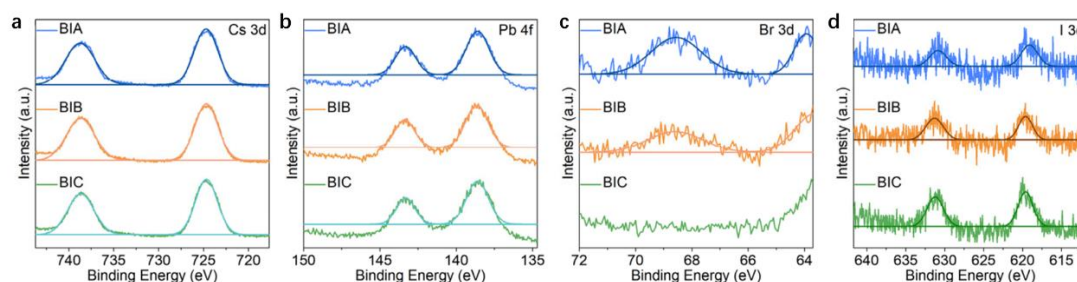 a
Cs 3d
BIA
BIB
BIC
Intensity (a.u.)
740 735 730 725 720
Binding Energy (eV)
b
Pb 4f
BIA
BIB
BIC
Intensity (a.u.)
150 145 140 135
Binding Energy (eV)
c
Br 3d
BIA
BIB
BIC
Intensity (a.u.)
72 70 68 66 64
Binding Energy (eV)
d
I 3d
BIA
BIB
BIC
Intensity (a.u.)
640 635 630 625 620 615
Binding Energy (eV)